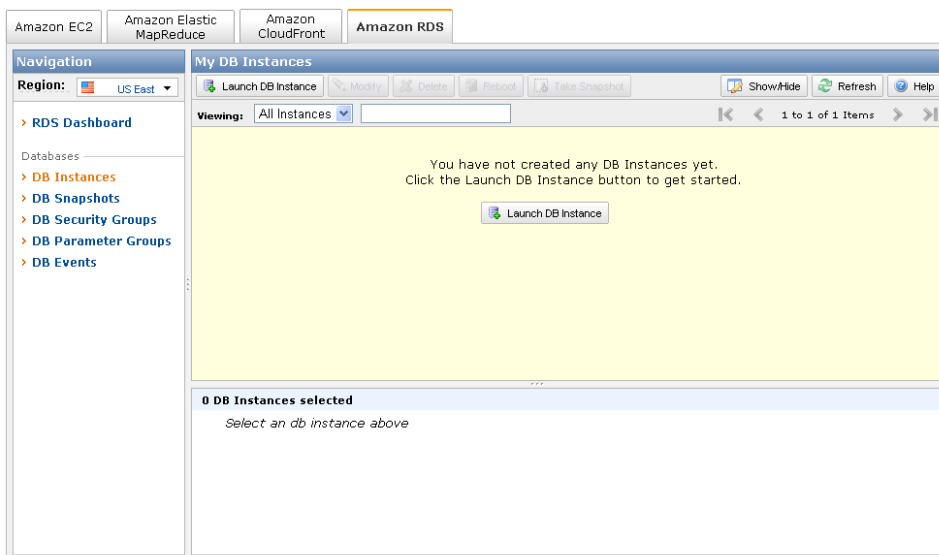 Amazon EC2
Amazon Elastic
MapReduce
Amazon
CloudFront
Amazon RDS
Navigation
Region: US East
RDS Dashboard
Databases
DB Instances
DB Snapshots
DB Security Groups
DB Parameter Groups
DB Events
My DB Instances
Launch DB Instance Modify Delete Reboot Take Snapshot Show/Hide Refresh Help
Viewing: All Instances 1 to 1 of 1 Items
You have not created any DB Instances yet.
Click the Launch DB Instance button to get started.
Launch DB Instance
0 DB Instances selected
Select an db instance above